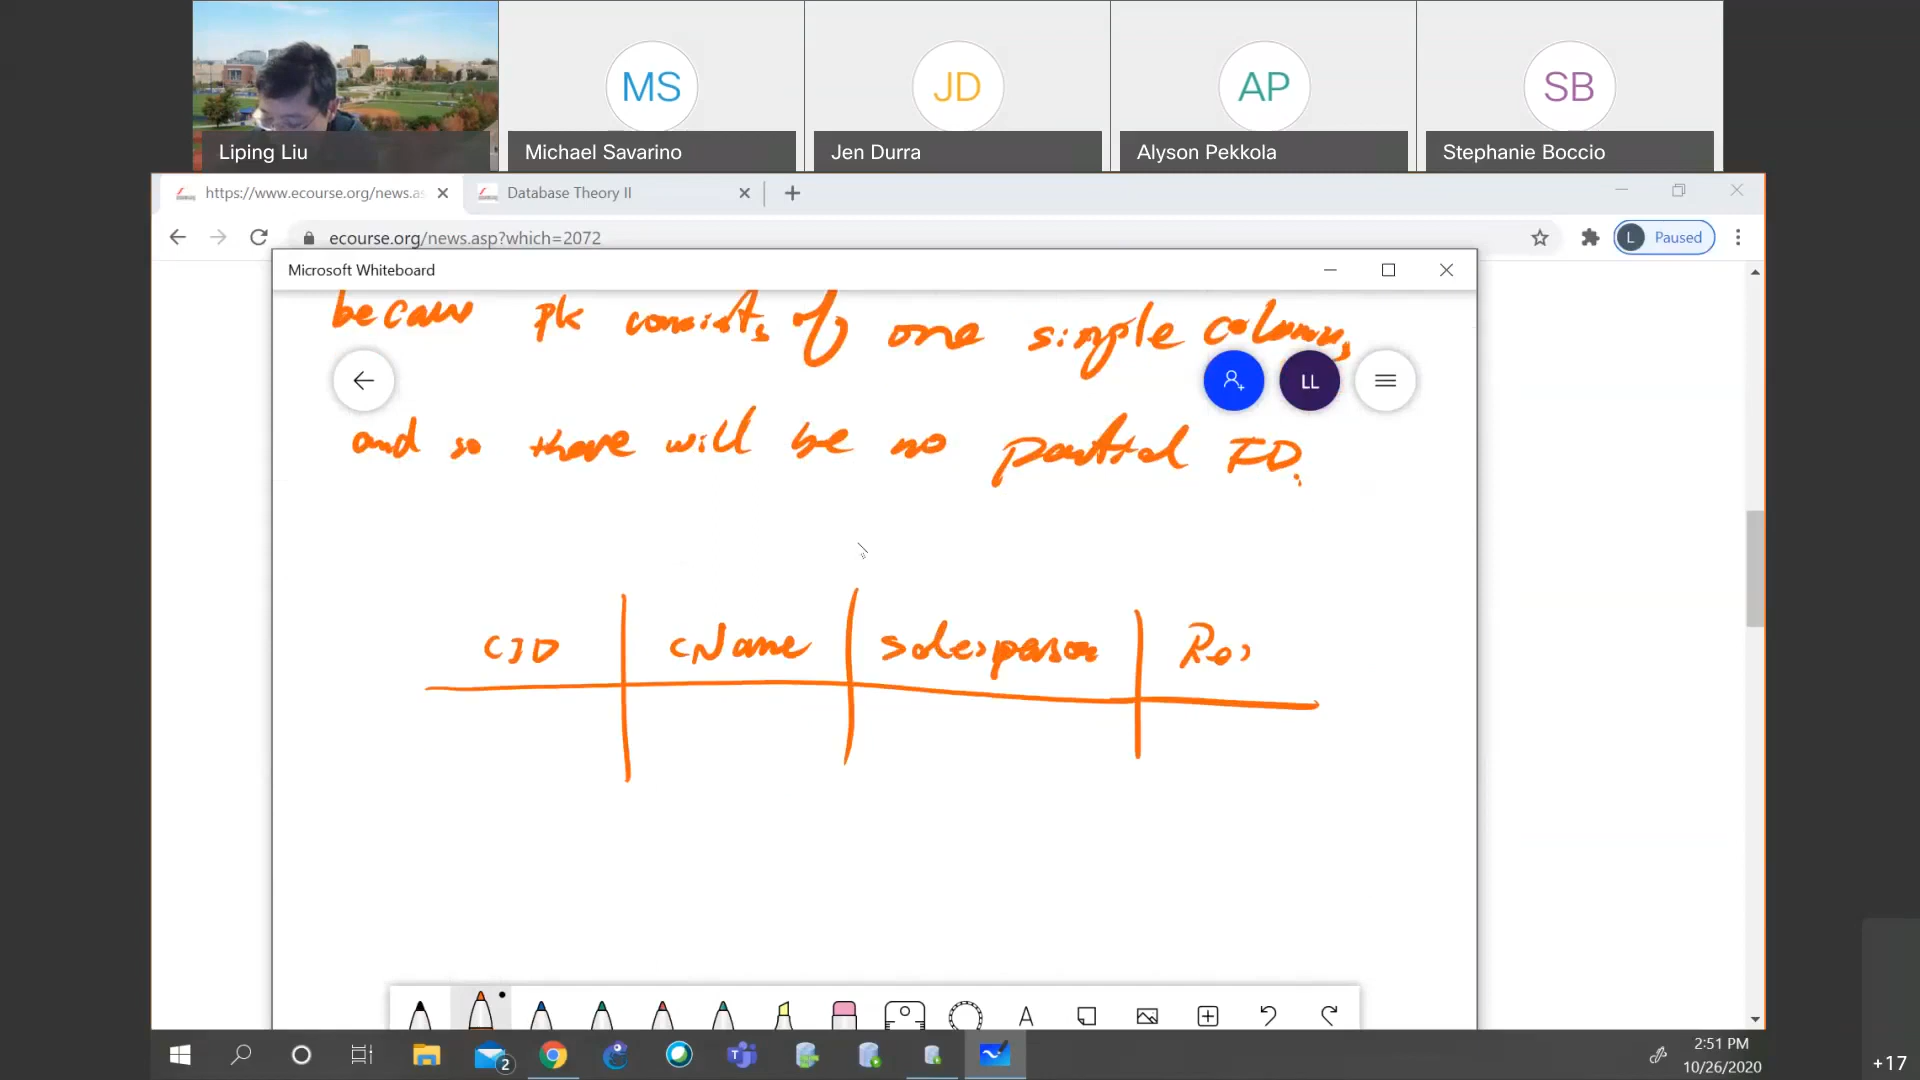 MS JD AP SB
Liping Liu Michael Savarino Jen Durra Alyson Pekkola Stephanie Boccio
https://www.ecourse.org/news.as Database Theory II
ecourse.org/news.asp?which=2072 L Paused
Microsoft Whiteboard
becaus pk consists of one simple column,
LL
and so there will be no partial FD.
CID cName salesperson Reg
A
2
2:51 PM
10/26/2020
+17